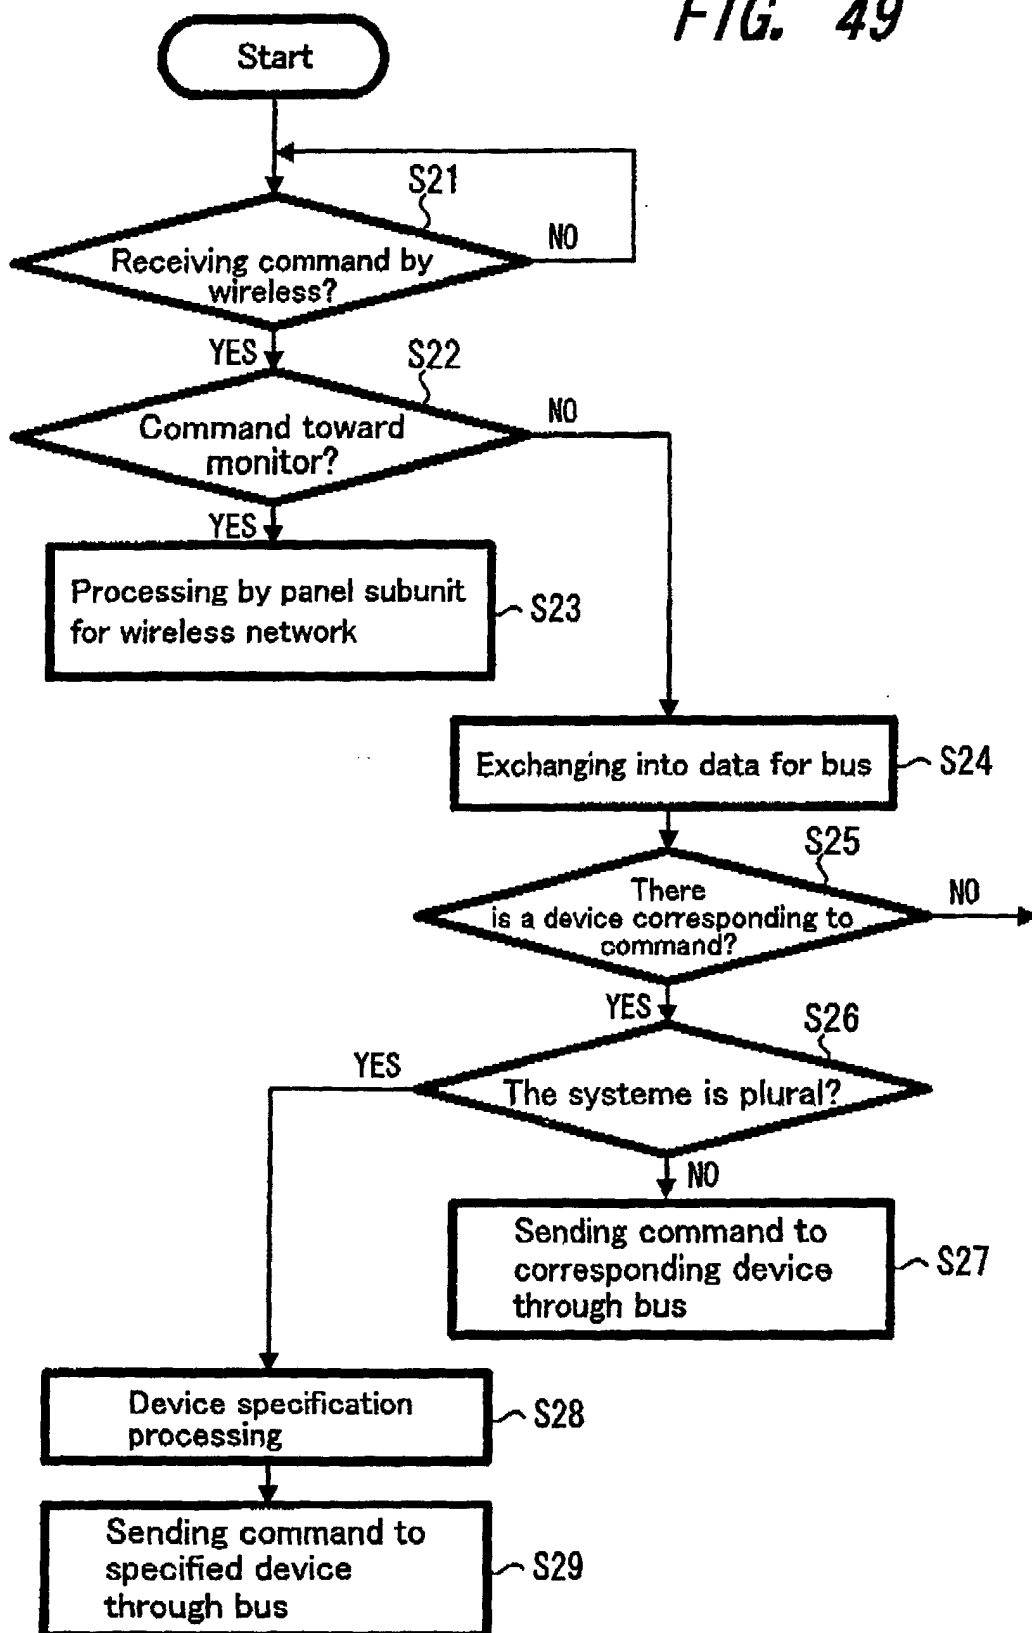 FIG. 49
Start
S21
NO
Receiving command by
wireless?
YES
S22
NO
Command toward
monitor?
YES
Processing by panel subunit
for wireless network
S23
Exchanging into data for bus
S24
S25
There
is a device corresponding to
command?
NO
YES
S26
YES
The systeme is plural?
NO
Sending command to
corresponding device
through bus
S27
Device specification
processing
S28
Sending command to
specified device
through bus
S29